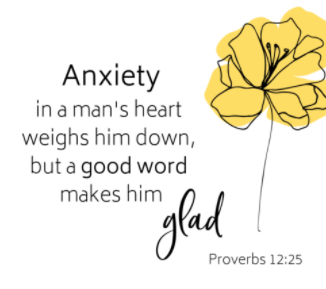 Anxiety
in a man's heart
weighs him down,
but a good word
makes him
glad
Proverbs 12:25